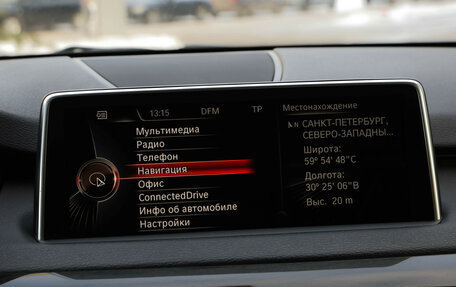 13:15 DFM TP
Мультимедиа
Радио
Телефон
Навигация
Офис
ConnectedDrive
Инфо об автомобиле
Настройки
Местонахождение
N САНКТ-ПЕТЕРБУРГ,
СЕВЕРО-ЗАПАДНЫ...
Широта:
59° 54' 48"С
Долгота:
30° 25' 06"В
Выс. 20 m